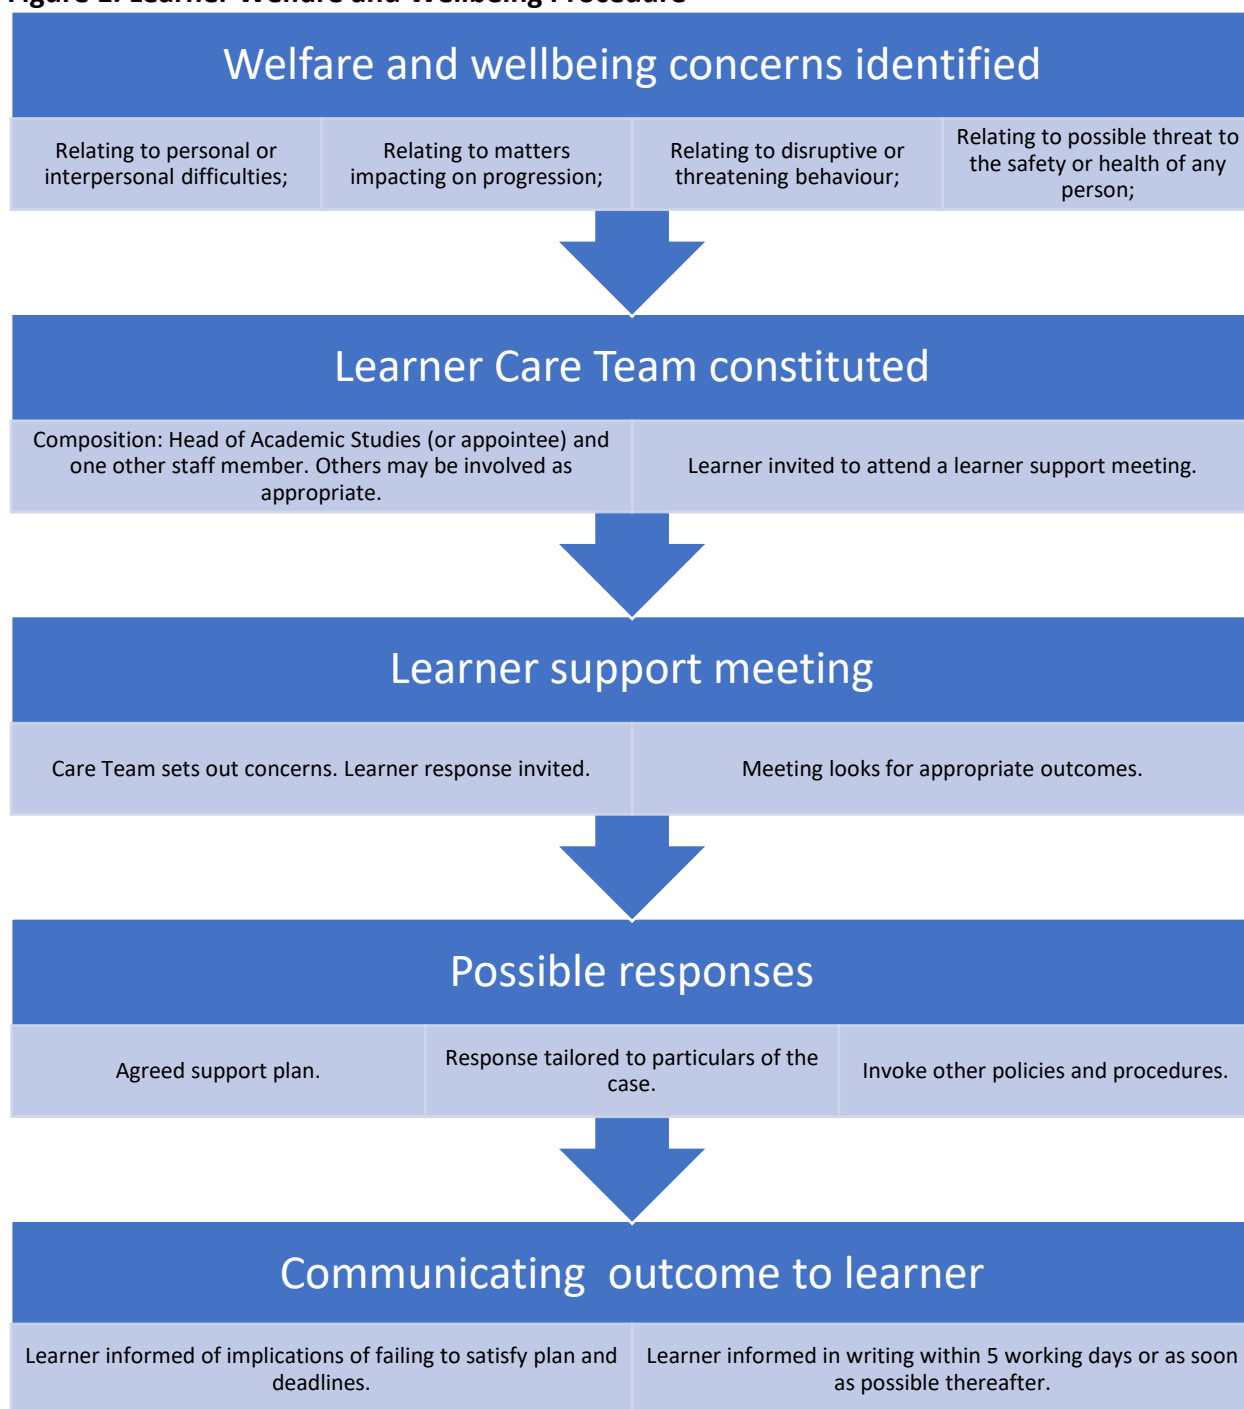 Welfare and wellbeing concerns identified
Relating to personal or
interpersonal difficulties;
Relating to matters
impacting on progression;
Relating to disruptive or
threatening behaviour;
Relating to possible threat to
the safety or health of any
person;
Learner Care Team constituted
Composition: Head of Academic Studies (or appointee) and
one other staff member. Others may be involved as
appropriate.
Learner invited to attend a learner support meeting.
Learner support meeting
Care Team sets out concerns. Learner response invited.
Meeting looks for appropriate outcomes.
Possible responses
Agreed support plan.
Response tailored to particulars of the
case.
Invoke other policies and procedures.
Communicating outcome to learner
Learner informed of implications of failing to satisfy plan and
deadlines.
Learner informed in writing within 5 working days or as soon
as possible thereafter.